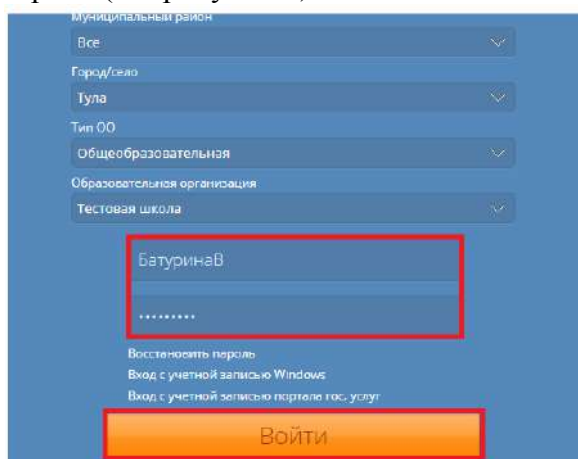 Муниципальный район
Все
Город/село
Тула
Тип ОО
Общеобразовательная
Образовательная организация
Тестовая школа
БатуринаВ
.........
Восстановить пароль
Вход с учетной записью Windows
Вход с учетной записью портала гос. услуг
Войти